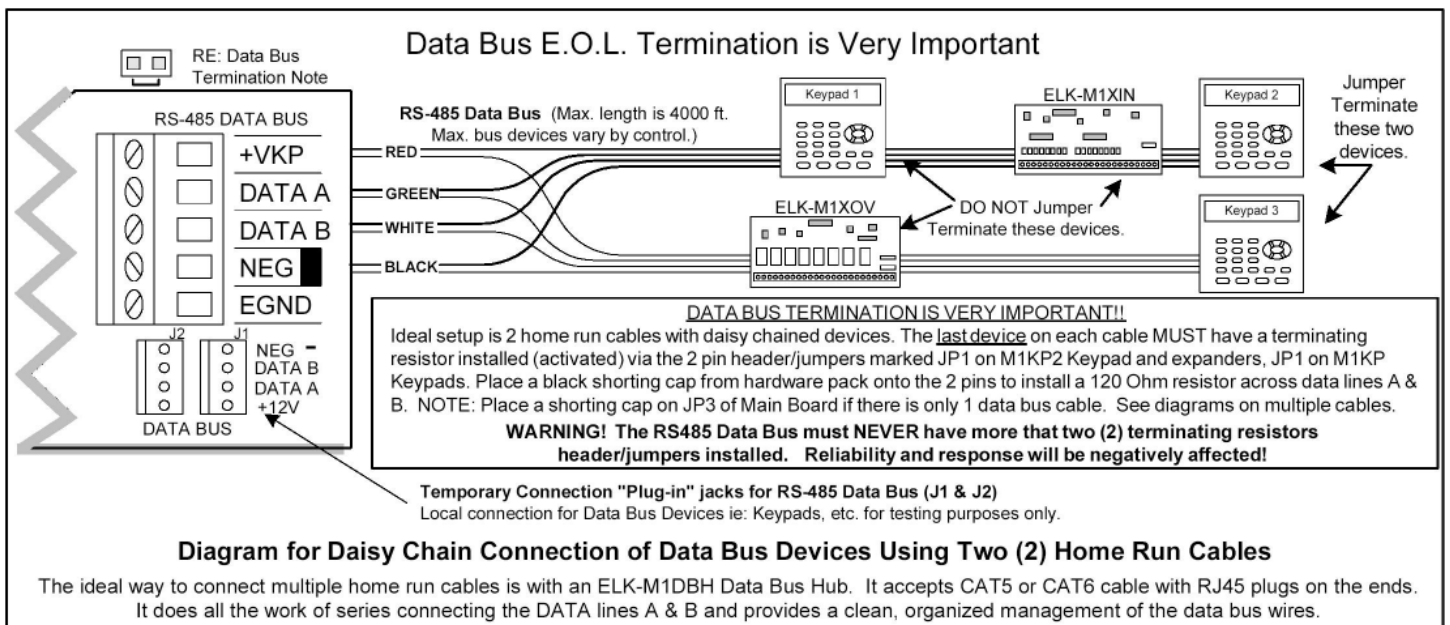 Data Bus E.O.L. Termination is Very Important
RE: Data Bus
Termination Note
RS-485 DATA BUS
+VKP
DATA A
DATA B
NEG
EGND
J2
J1
NEG -
DATA B
DATA A
+12V
DATA BUS
RS-485 Data Bus (Max. length is 4000 ft.
Max. bus devices vary by control.)
RED
GREEN
WHITE
BLACK
Keypad 1
ELK-M1XIN
Keypad 2
Jumper
Terminate
these two
devices.
ELK-M1XOV
DO NOT Jumper
Terminate these devices.
Keypad 3
DATA BUS TERMINATION IS VERY IMPORTANT!!
Ideal setup is 2 home run cables with daisy chained devices. The last device on each cable MUST have a terminating
resistor installed (activated) via the 2 pin header/jumpers marked JP1 on M1KP2 Keypad and expanders, JP1 on M1KP
Keypads. Place a black shorting cap from hardware pack onto the 2 pins to install a 120 Ohm resistor across data lines A &
B. NOTE: Place a shorting cap on JP3 of Main Board if there is only 1 data bus cable. See diagrams on multiple cables.
WARNING! The RS485 Data Bus must NEVER have more that two (2) terminating resistors
header/jumpers installed. Reliability and response will be negatively affected!
Temporary Connection "Plug-in" jacks for RS-485 Data Bus (J1 & J2)
Local connection for Data Bus Devices ie: Keypads, etc. for testing purposes only.
Diagram for Daisy Chain Connection of Data Bus Devices Using Two (2) Home Run Cables
The ideal way to connect multiple home run cables is with an ELK-M1DBH Data Bus Hub. It accepts CAT5 or CAT6 cable with RJ45 plugs on the ends.
It does all the work of series connecting the DATA lines A & B and provides a clean, organized management of the data bus wires.